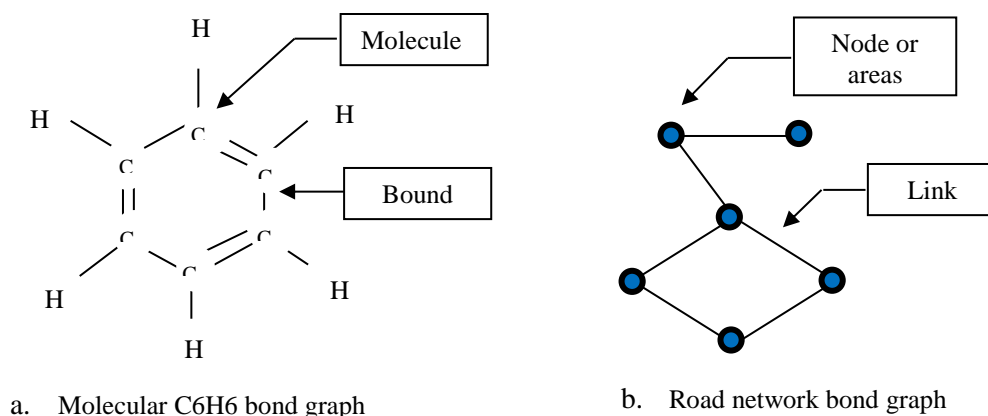 H
Molecule
Node or
areas
H
H
C
C
C
Bound
Link
C
C
C
H
H
H
a. Molecular C6H6 bond graph
b. Road network bond graph